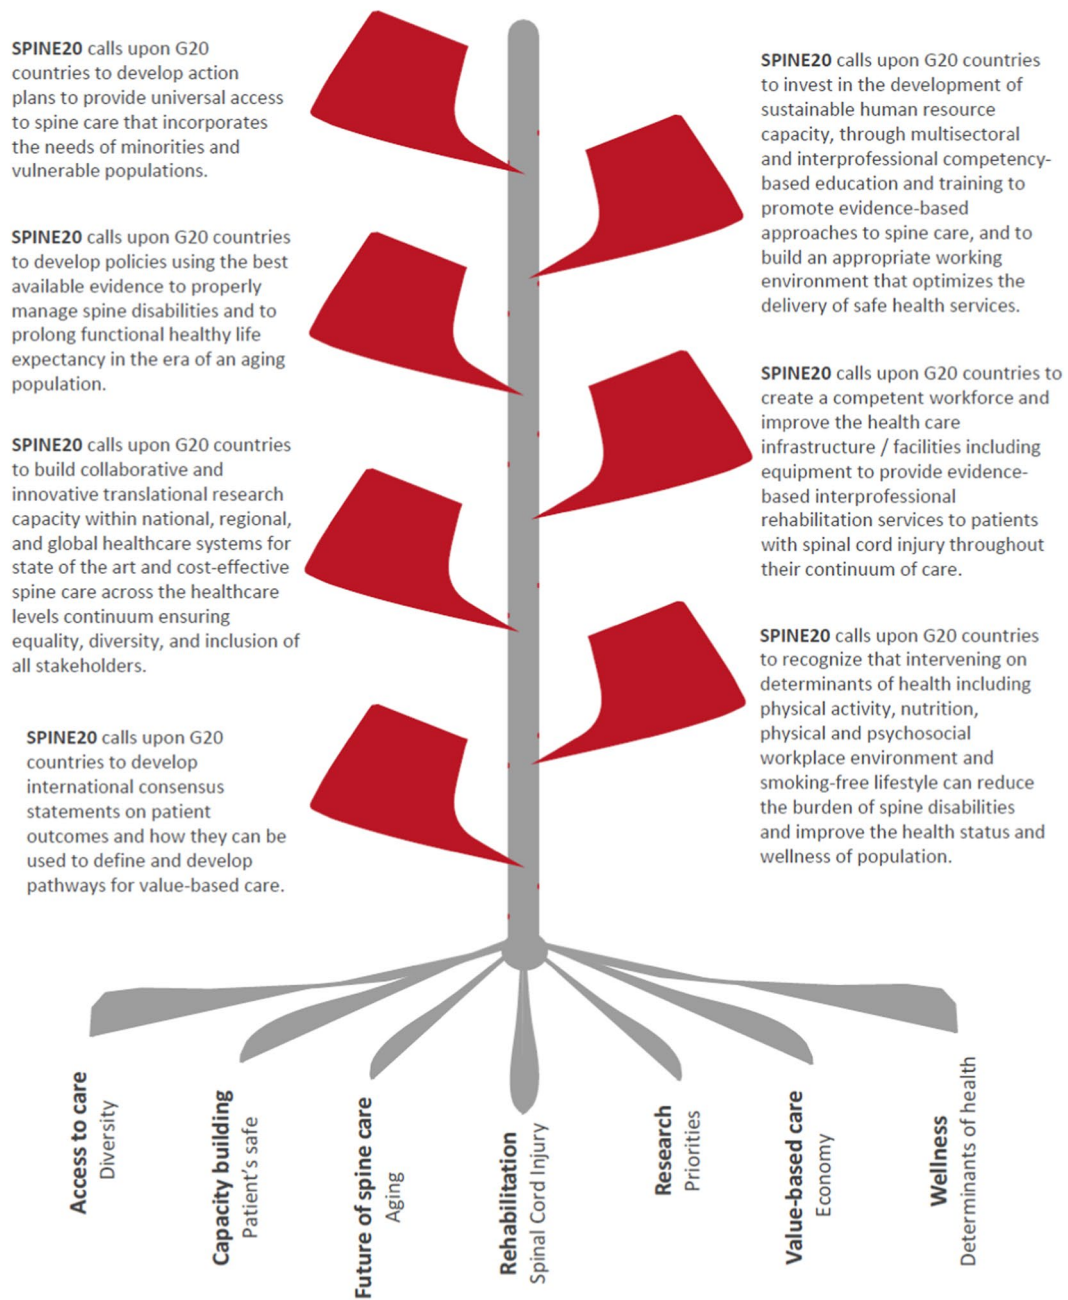 SPINE20 calls upon G20
countries to develop action
plans to provide universal access
to spine care that incorporates
the needs of minorities and
vulnerable populations.
SPINE20 calls upon G20 countries
to invest in the development of
sustainable human resource
capacity, through multisectoral
and interprofessional competency-
based education and training to
promote evidence-based
approaches to spine care, and to
build an appropriate working
environment that optimizes the
delivery of safe health services.
SPINE20 calls upon G20 countries
to develop policies using the best
available evidence to properly
manage spine disabilities and to
prolong functional healthy life
expectancy in the era of an aging
population.
SPINE20 calls upon G20 countries to
create a competent workforce and
improve the health care
infrastructure / facilities including
equipment to provide evidence-
based interprofessional
rehabilitation services to patients
with spinal cord injury throughout
their continuum of care.
SPINE20 calls upon G20 countries
to build collaborative and
innovative translational research
capacity within national, regional,
and global healthcare systems for
state of the art and cost-effective
spine care across the healthcare
levels continuum ensuring
equality, diversity, and inclusion of
all stakeholders.
SPINE20 calls upon G20 countries
to recognize that intervening on
determinants of health including
physical activity, nutrition,
physical and psychosocial
workplace environment and
smoking-free lifestyle can reduce
the burden of spine disabilities
and improve the health status and
wellness of population.
SPINE20 calls upon G20
countries to develop
international consensus
statements on patient
outcomes and how they can be
used to define and develop
pathways for value-based care.
Access to care
Diversity
Capacity building
Patient's safe
Future of spine care
Aging
Rehabilitation
Spinal Cord Injury
Research
Priorities
Value-based care
Economy
Wellness
Determinants of health